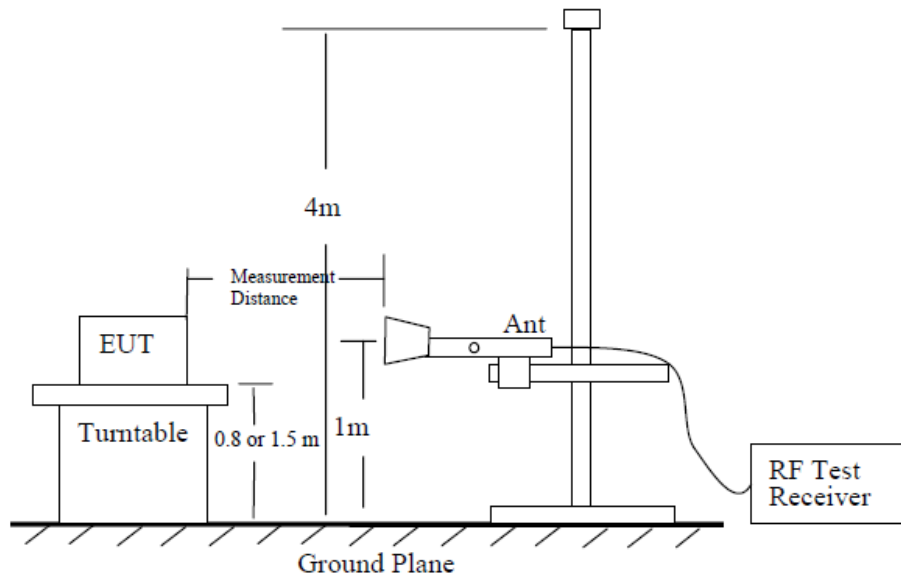 4m
Measurement
Distance
Ant
EUT
Turntable
0.8 or 1.5 m
1m
RF Test
Receiver
Ground Plane